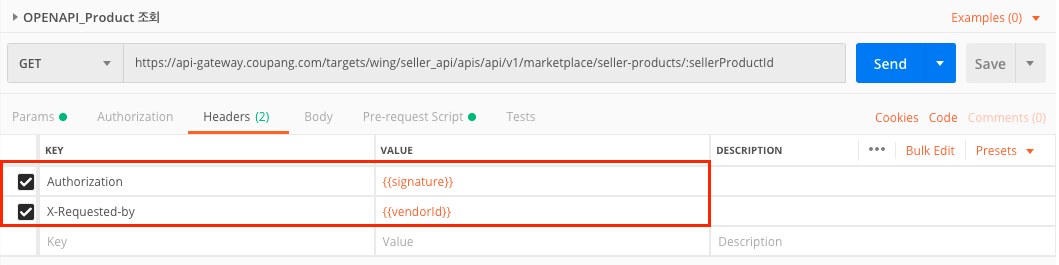 OPENAPI_Product 조회 Examples (0)
GET https://api-gateway.coupang.com/targets/wing/seller_api/apis/api/v1/marketplace/seller-products/:sellerProductId Send Save
Params Authorization Headers (2) Body Pre-request Script Tests Cookies Code Comments (0)
KEY VALUE DESCRIPTION ••• Bulk Edit Presets
Authorization {{signature}}
X-Requested-by {{vendorId}}
Key Value Description